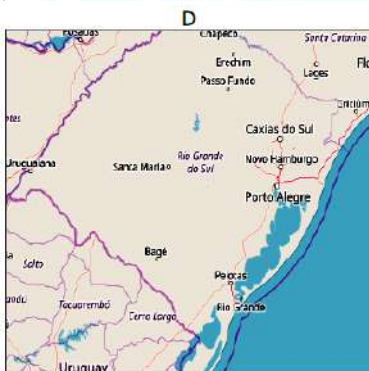 D
Posadas
Chapecó
Santa Catarina
Erechim
Lages
Passo Fundo
Caxias do Sul
Rio Grande
do Sul
Novo Hamburgo
Uruguaiana
Santa Maria
Porto Alegre
Bagé
Salto
Pelotas
Tacuarembó
Rio Grande
Cerro Largo
Uruguay